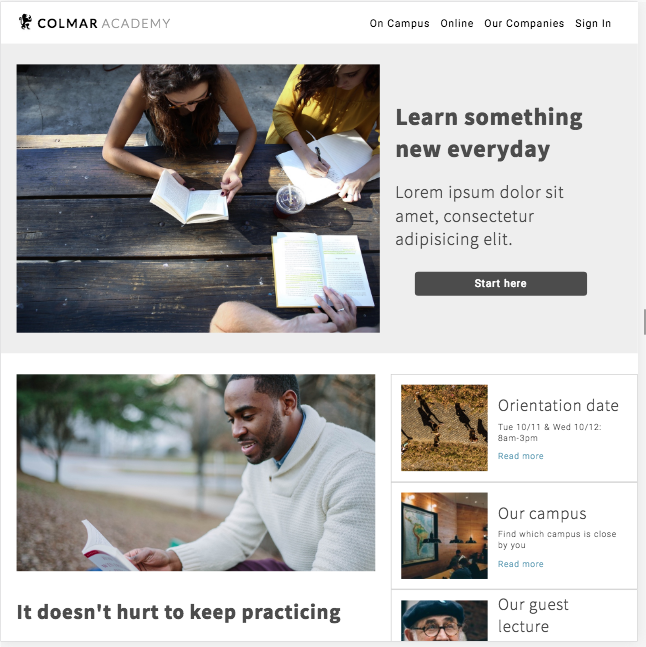 COLMAR ACADEMY
On Campus Online Our Companies Sign In
Learn something
new everyday
Lorem ipsum dolor sit
amet, consectetur
adipisicing elit.
Start here
Orientation date
Tue 10/11 & Wed 10/12:
8am-3pm
Read more
Our campus
Find which campus is close
by you
Read more
It doesn't hurt to keep practicing
Our guest
lecture